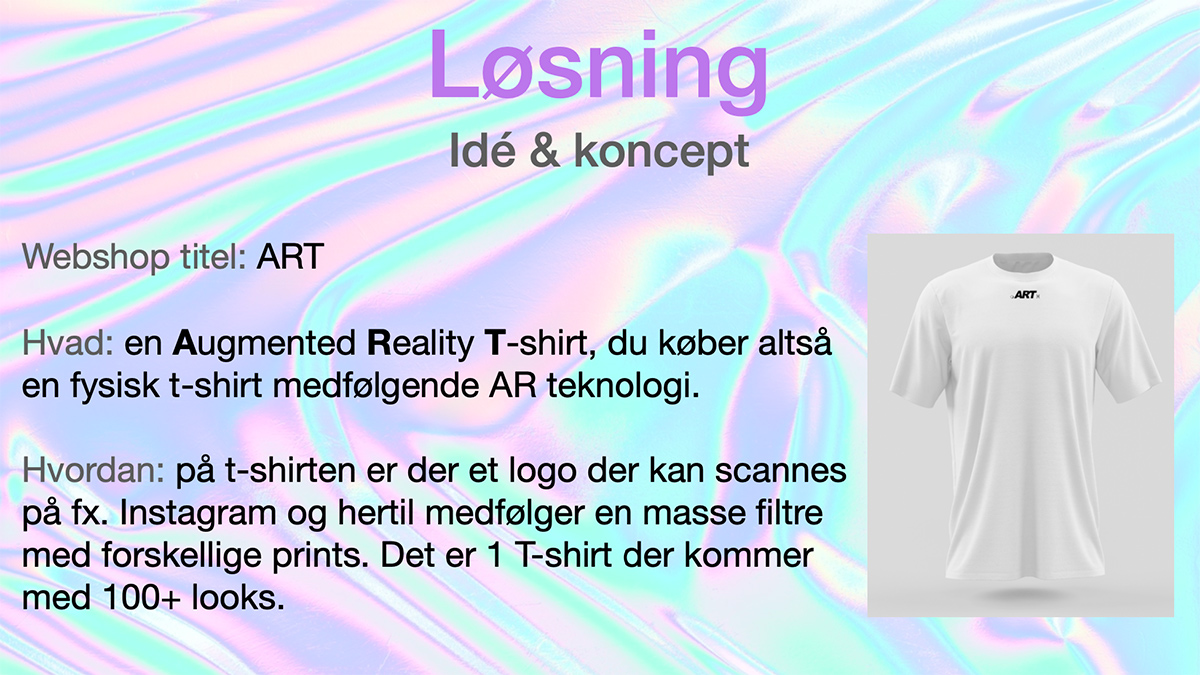 Løsning
Idé & koncept
Webshop titel: ART
Hvad: en Augmented Reality T-shirt, du køber altså
en fysisk t-shirt medfølgende AR teknologi.
Hvordan: på t-shirten er der et logo der kan scannes
på fx. Instagram og hertil medfølger en masse filtre
med forskellige prints. Det er 1 T-shirt der kommer
med 100+ looks.
ART